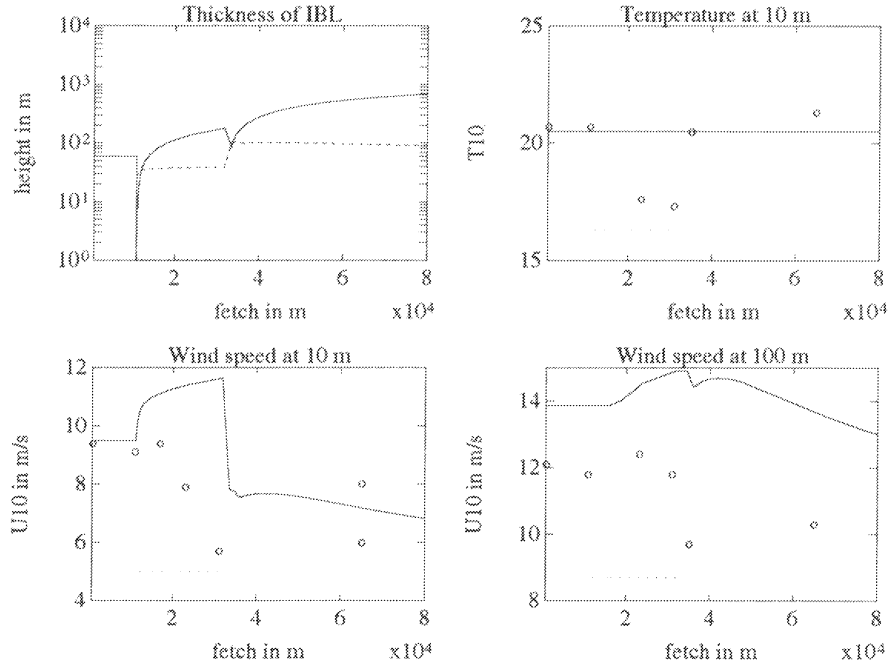 Thickness of IBL
10⁴
10³
10²
10¹
10⁰
height in m
2
4
6
8
fetch in m
x10⁴
Temperature at 10 m
25
20
15
T10
2
4
6
8
fetch in m
x10⁴
Wind speed at 10 m
12
10
8
6
4
U10 in m/s
2
4
6
8
fetch in m
x10⁴
Wind speed at 100 m
14
12
10
8
U10 in m/s
2
4
6
8
fetch in m
x10⁴